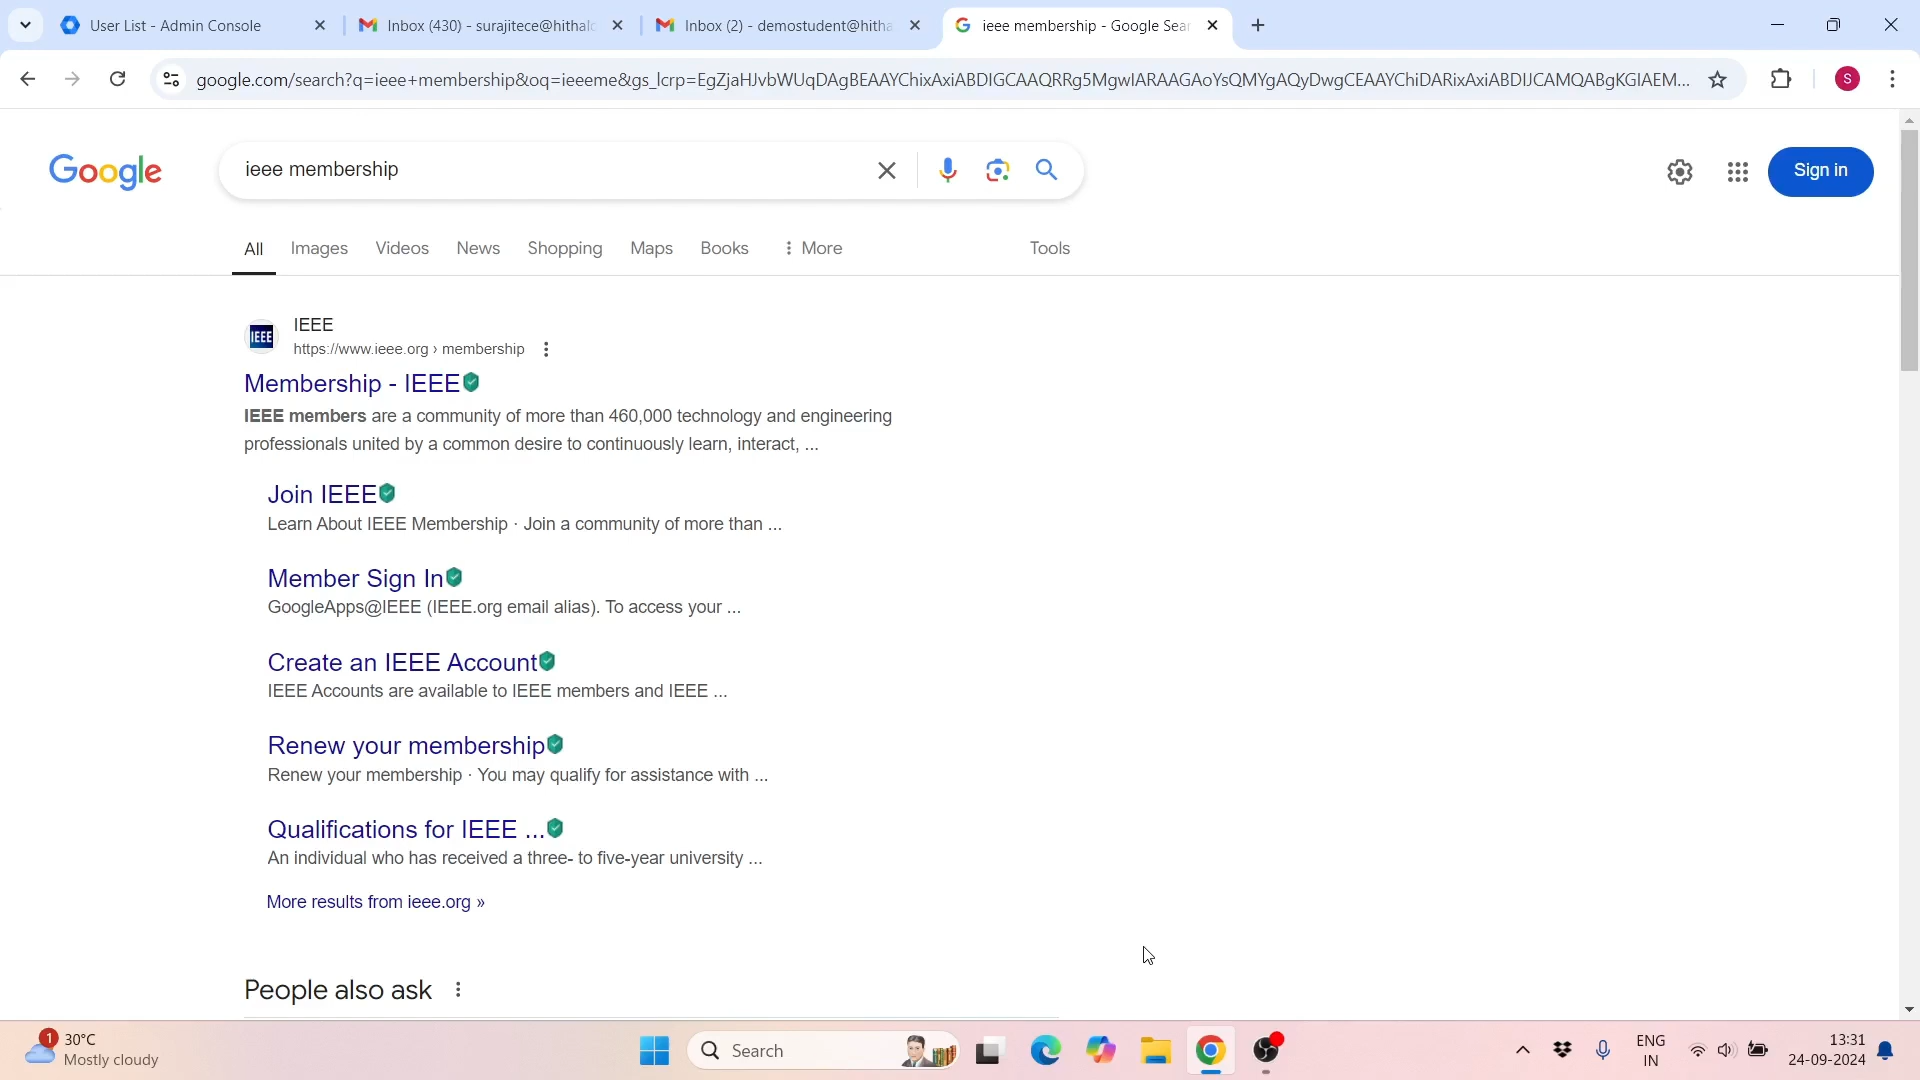 User List - Admin Console
Inbox (430) - surajitece@hithalc
Inbox (2) - demostudent@hitha
ieee membership - Google Sear
google.com/search?q=ieee+membership&oq=ieeeme&gs_lcrp=EgZjaHJvbWUqDAgBEAAYChixAxiABDIGCAAQRRg5MgwIARAAGAoYsQMYgAQyDwgCEAAYChiDARixAxiABDIJCAMQABgKGIAEM...
S
Google
ieee membership
Sign in
All
Images
Videos
News
Shopping
Maps
Books
More
Tools
IEEE
IEEE
https://www.ieee.org › membership
Membership - IEEE
IEEE members are a community of more than 460,000 technology and engineering
professionals united by a common desire to continuously learn, interact, ...
Join IEEE
Learn About IEEE Membership · Join a community of more than ...
Member Sign In
GoogleApps@IEEE (IEEE.org email alias). To access your ...
Create an IEEE Account
IEEE Accounts are available to IEEE members and IEEE ...
Renew your membership
Renew your membership · You may qualify for assistance with ...
Qualifications for IEEE ...
An individual who has received a three- to five-year university ...
More results from ieee.org »
People also ask
1
30°C
Mostly cloudy
Search
ENG
IN
13:31
24-09-2024